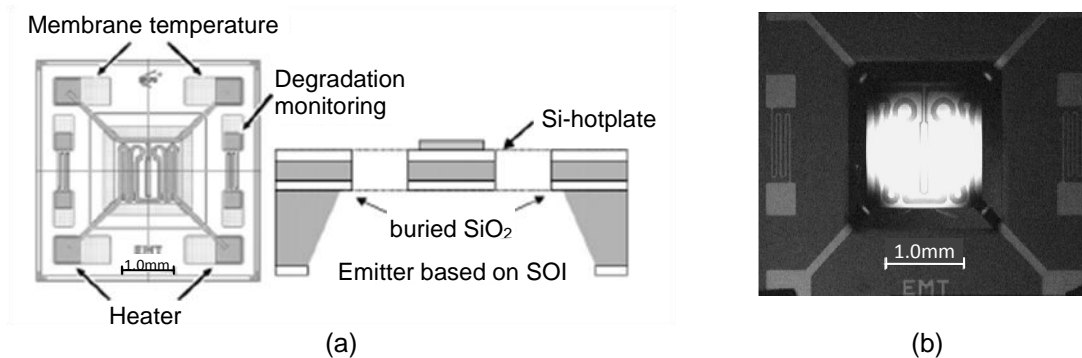 Membrane temperature
Degradation
monitoring
Si-hotplate
buried SiO₂
EMT
1.0mm
Emitter based on SOI
Heater
(a)
1.0mm
EMT
(b)